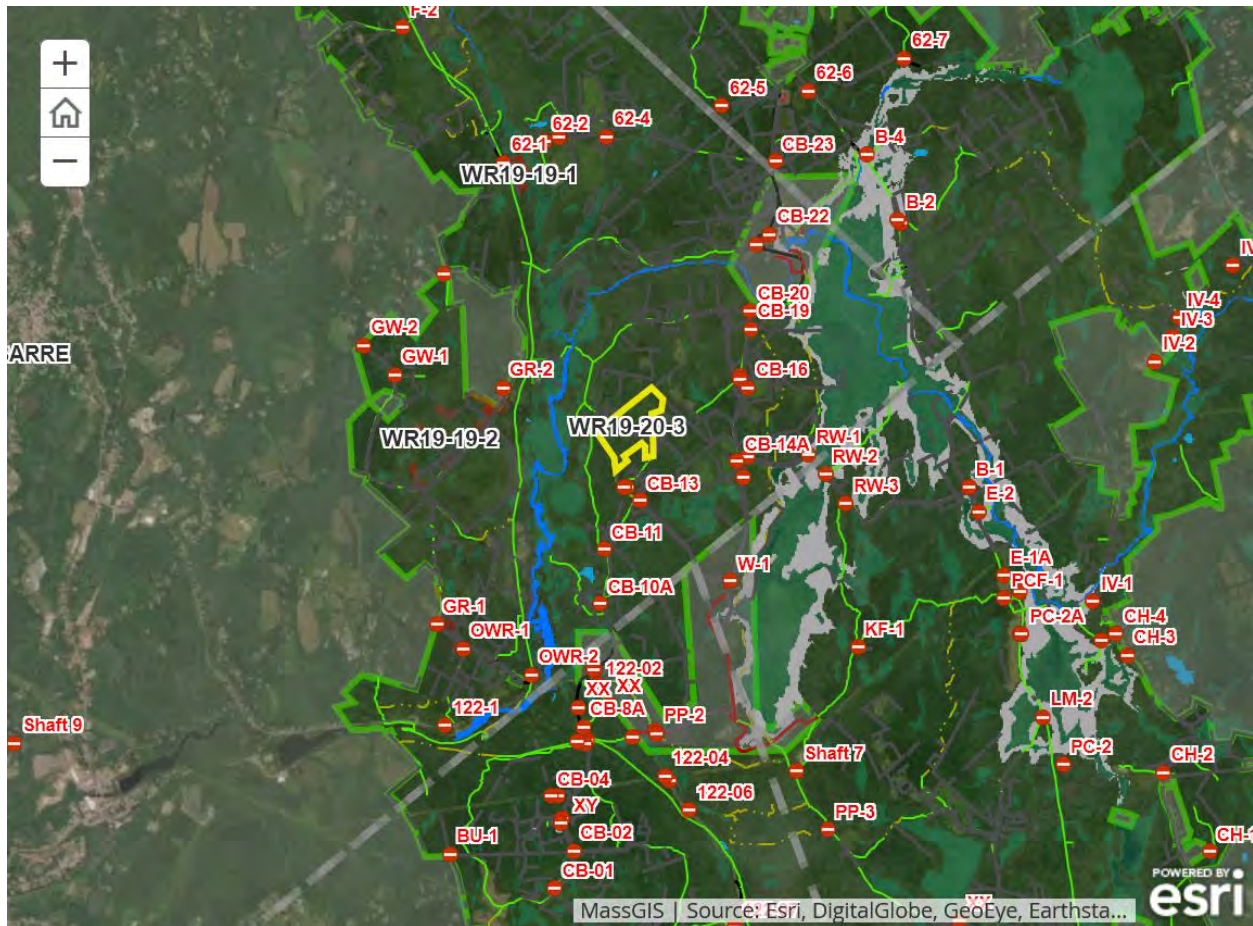 F-2
+
−
62-7
62-6
62-5
62-4
62-2
62-1
WR19-19-1
CB-23
B-4
B-2
CB-22
CB-20
CB-19
IV-4
IV-3
IV-2
GW-2
GW-1
ARRE
GR-2
CB-16
WR19-20-3
WR19-19-2
CB-14A
RW-1
RW-2
RW-3
CB-13
B-1
E-2
CB-11
W-1
E-1A
PCF-1
IV-1
CB-10A
GR-1
PC-2A
CH-4
CH-3
OWR-1
KF-1
OWR-2
122-02
XX XX
CB-8A
122-1
PP-2
LM-2
Shaft 9
122-04
Shaft 7
PC-2
CH-2
CB-04
122-06
XY
PP-3
CB-02
BU-1
CH-1
CB-01
XX
POWERED BY
esri
MassGIS | Source: Esri, DigitalGlobe, GeoEye, Earthsta...